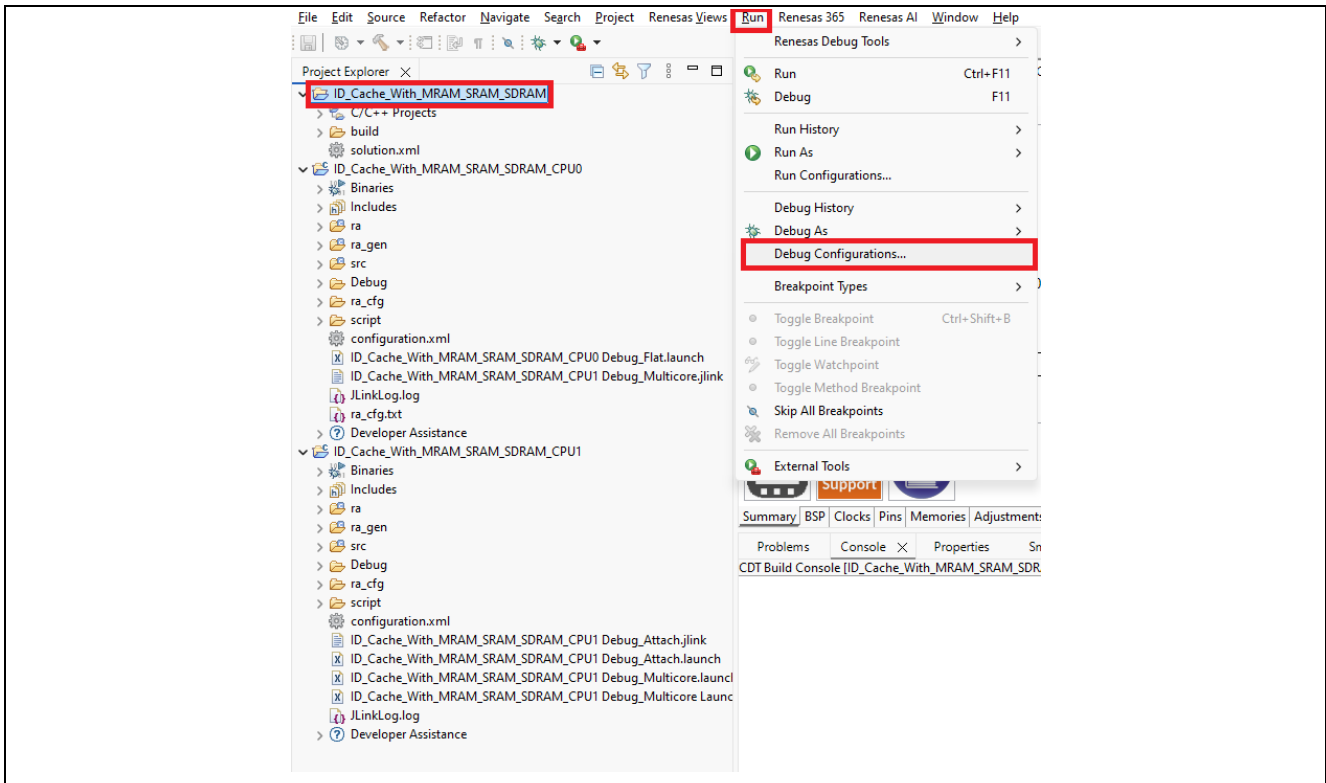 File Edit Source Refactor Navigate Search Project Renesas Views Run Renesas 365 Renesas AI Window Help
Project Explorer
ID_Cache_With_MRAM_SRAM_SDRAM
C/C++ Projects
build
solution.xml
ID_Cache_With_MRAM_SRAM_SDRAM_CPU0
Binaries
Includes
ra
ra_gen
src
Debug
ra_cfg
script
configuration.xml
ID_Cache_With_MRAM_SRAM_SDRAM_CPU0 Debug_Flat.launch
ID_Cache_With_MRAM_SRAM_SDRAM_CPU1 Debug_Multicore.jlink
JLinkLog.log
ra_cfg.txt
Developer Assistance
ID_Cache_With_MRAM_SRAM_SDRAM_CPU1
Binaries
Includes
ra
ra_gen
src
Debug
ra_cfg
script
configuration.xml
ID_Cache_With_MRAM_SRAM_SDRAM_CPU1 Debug_Attach.jlink
ID_Cache_With_MRAM_SRAM_SDRAM_CPU1 Debug_Attach.launch
ID_Cache_With_MRAM_SRAM_SDRAM_CPU1 Debug_Multicore.launcl
ID_Cache_With_MRAM_SRAM_SDRAM_CPU1 Debug_Multicore Launc
JLinkLog.log
Developer Assistance
Renesas Debug Tools
Run Ctrl+F11
Debug F11
Run History
Run As
Run Configurations...
Debug History
Debug As
Debug Configurations...
Breakpoint Types
Toggle Breakpoint Ctrl+Shift+B
Toggle Line Breakpoint
Toggle Watchpoint
Toggle Method Breakpoint
Skip All Breakpoints
Remove All Breakpoints
External Tools
Support
Summary BSP Clocks Pins Memories Adjustments
Problems Console Properties Sn
CDT Build Console [ID_Cache_With_MRAM_SRAM_SDR